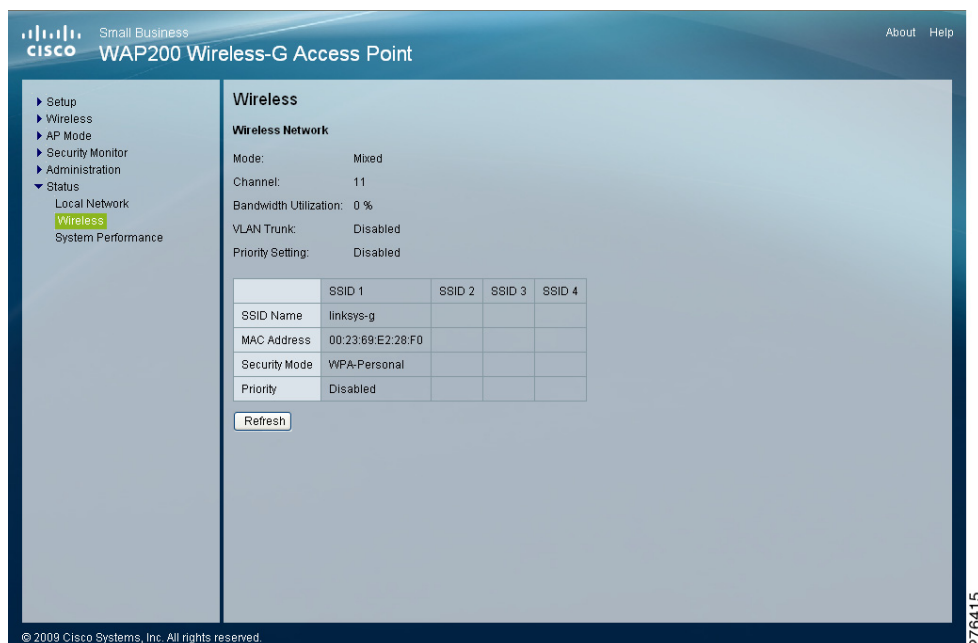 Small Business
CISCO WAP200 Wireless-G Access Point
About Help
Setup
Wireless
AP Mode
Security Monitor
Administration
Status
Local Network
Wireless
System Performance
Wireless
Wireless Network
Mode: Mixed
Channel: 11
Bandwidth Utilization: 0 %
VLAN Trunk: Disabled
Priority Setting: Disabled
SSID 1 SSID 2 SSID 3 SSID 4
SSID Name linksys-g
MAC Address 00:23:69:E2:28:F0
Security Mode WPA-Personal
Priority Disabled
Refresh
© 2009 Cisco Systems, Inc. All rights reserved.
76415